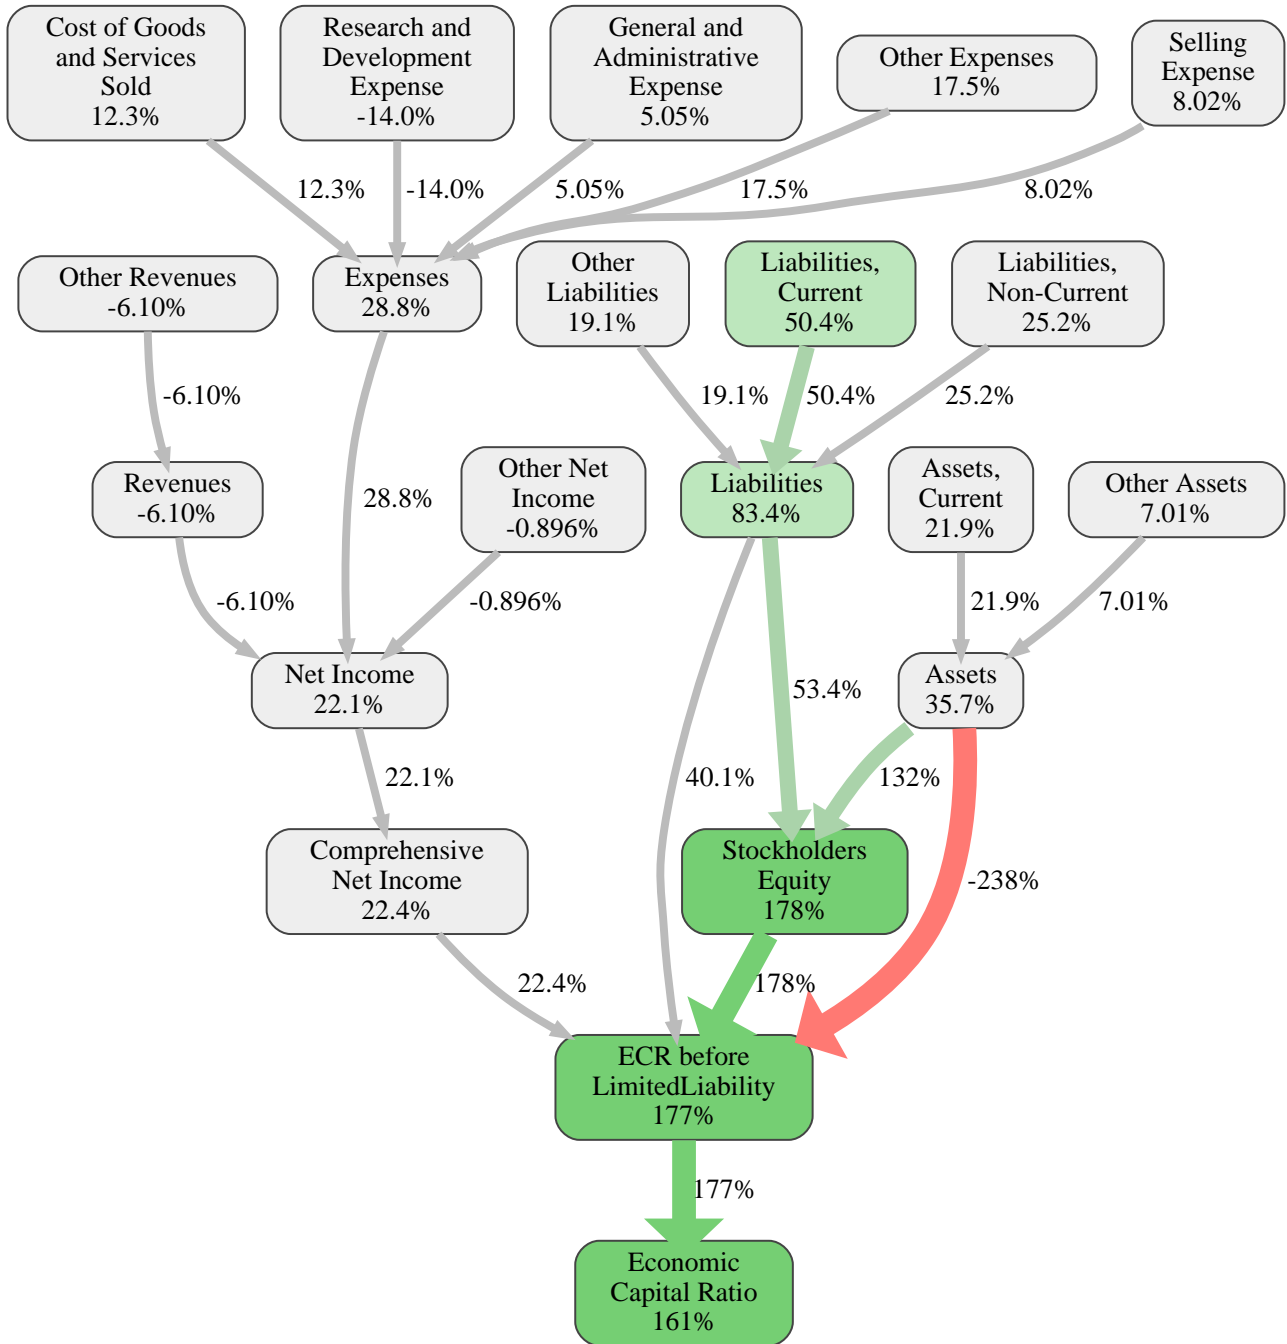 Cost of Goods
and Services
Sold
12.3%
Research and
Development
Expense
-14.0%
General and
Administrative
Expense
5.05%
Other Expenses
17.5%
Selling
Expense
8.02%
12.3%
-14.0%
5.05%
17.5%
8.02%
Other Revenues
-6.10%
Expenses
28.8%
Other
Liabilities
19.1%
Liabilities,
Current
50.4%
Liabilities,
Non-Current
25.2%
-6.10%
19.1%
50.4%
25.2%
Revenues
-6.10%
28.8%
Other Net
Income
-0.896%
Liabilities
83.4%
Assets,
Current
21.9%
Other Assets
7.01%
-6.10%
-0.896%
21.9%
7.01%
Net Income
22.1%
53.4%
Assets
35.7%
22.1%
40.1%
132%
Comprehensive
Net Income
22.4%
Stockholders
Equity
178%
-238%
22.4%
178%
ECR before
LimitedLiability
177%
177%
Economic
Capital Ratio
161%